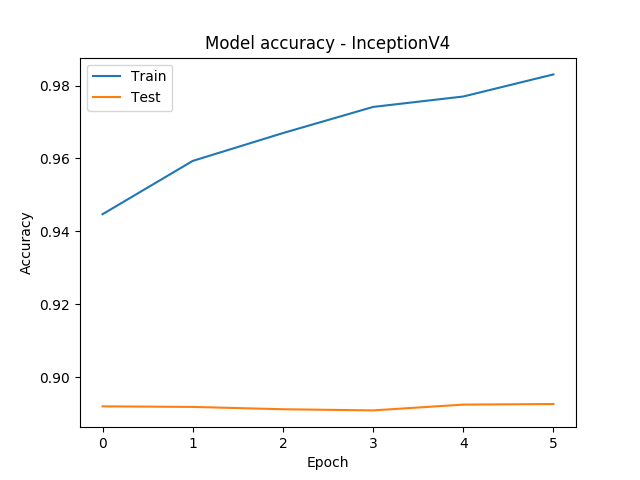 Model accuracy - InceptionV4
Train
Test
0.98
0.96
0.94
0.92
0.90
Accuracy
0 1 2 3 4 5
Epoch